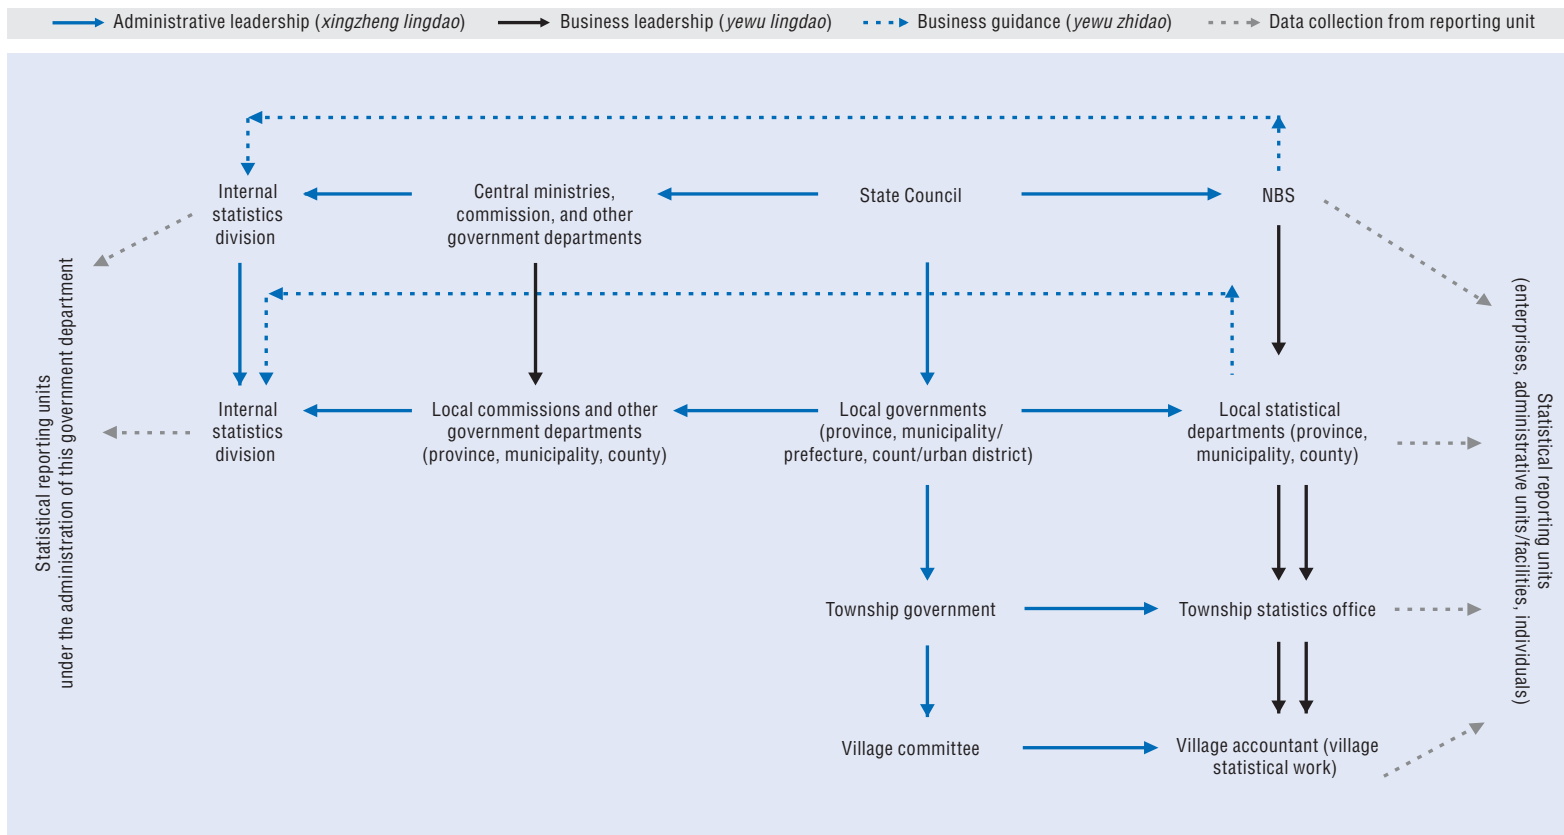 Administrative leadership (xingzheng lingdao)
Business leadership (yewu lingdao)
Business guidance (yewu zhidao)
Data collection from reporting unit
Internal
statistics
division
Central ministries,
commission, and other
government departments
State Council
NBS
Statistical reporting units
under the administration of this government department
Internal
statistics
division
Local commissions and other
government departments
(province, municipality, county)
Local governments
(province, municipality/
prefecture, count/urban district)
Local statistical
departments (province,
municipality, county)
Statistical reporting units
(enterprises, administrative units/facilities, individuals)
Township government
Township statistics office
Village committee
Village accountant (village
statistical work)